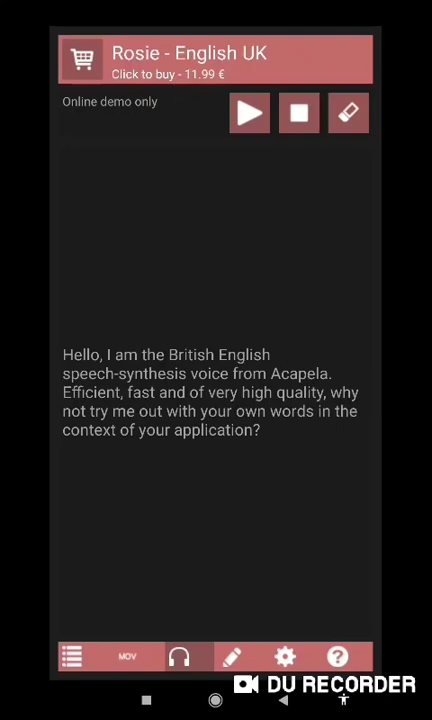 Rosie - English UK
Click to buy - 11.99 €
Online demo only
Hello, I am the British English
speech-synthesis voice from Acapela.
Efficient, fast and of very high quality, why
not try me out with your own words in the
context of your application?
MOV
DU RECORDER